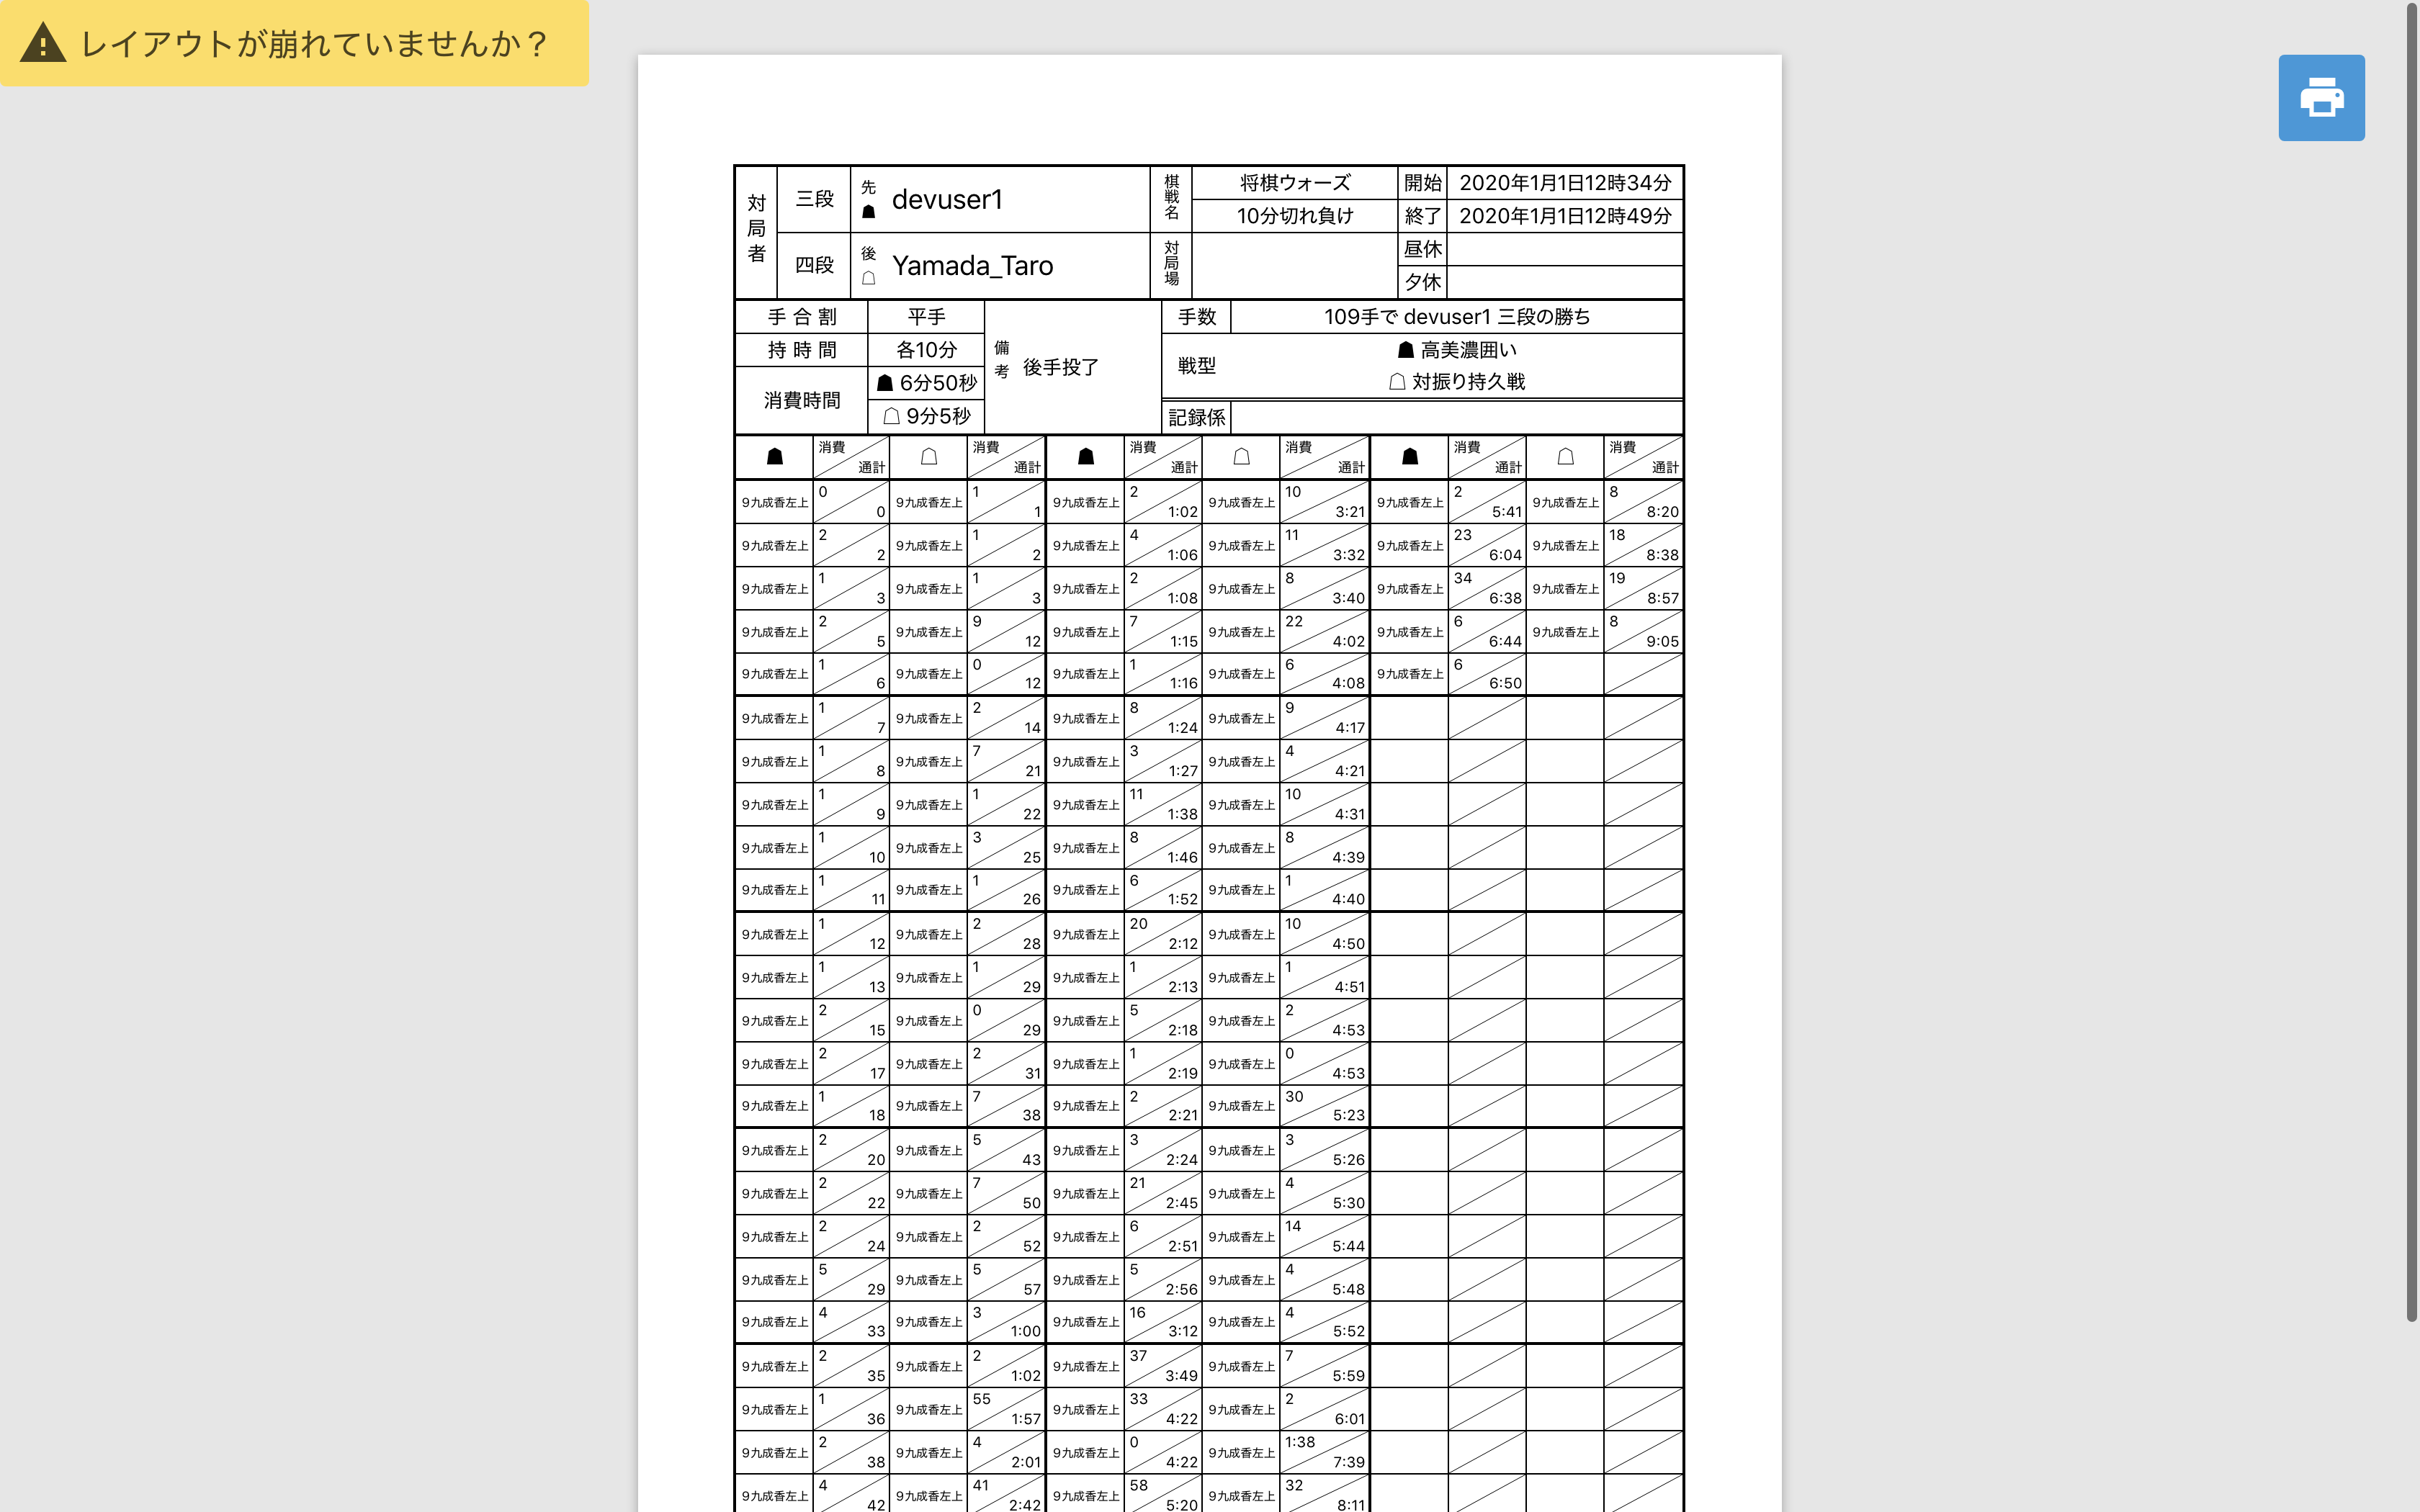 レイアウトが崩れていませんか？
対局者 三段 先 devuser1 棋戦名 将棋ウォーズ 開始 2020年1月1日12時34分
10分切れ負け 終了 2020年1月1日12時49分
四段 後 Yamada_Taro 対局場 昼休
夕休
手合割 平手 備考 後手投了 手数 109手で devuser1 三段の勝ち
持時間 各10分 戦型 高美濃囲い
消費時間 6分50秒 対振り持久戦
9分5秒 記録係
消費 通計 消費 通計 消費 通計 消費 通計 消費 通計 消費 通計
9九成香左上 0 0 9九成香左上 1 1 9九成香左上 2 1:02 9九成香左上 10 3:21 9九成香左上 2 5:41 9九成香左上 8 8:20
9九成香左上 2 2 9九成香左上 1 2 9九成香左上 4 1:06 9九成香左上 11 3:32 9九成香左上 23 6:04 9九成香左上 18 8:38
9九成香左上 1 3 9九成香左上 1 3 9九成香左上 2 1:08 9九成香左上 8 3:40 9九成香左上 34 6:38 9九成香左上 19 8:57
9九成香左上 2 5 9九成香左上 9 12 9九成香左上 7 1:15 9九成香左上 22 4:02 9九成香左上 6 6:44 9九成香左上 8 9:05
9九成香左上 1 6 9九成香左上 0 12 9九成香左上 1 1:16 9九成香左上 6 4:08 9九成香左上 6 6:50
9九成香左上 1 7 9九成香左上 2 14 9九成香左上 8 1:24 9九成香左上 9 4:17
9九成香左上 1 8 9九成香左上 7 21 9九成香左上 3 1:27 9九成香左上 4 4:21
9九成香左上 1 9 9九成香左上 1 22 9九成香左上 11 1:38 9九成香左上 10 4:31
9九成香左上 1 10 9九成香左上 3 25 9九成香左上 8 1:46 9九成香左上 8 4:39
9九成香左上 1 11 9九成香左上 1 26 9九成香左上 6 1:52 9九成香左上 1 4:40
9九成香左上 1 12 9九成香左上 2 28 9九成香左上 20 2:12 9九成香左上 10 4:50
9九成香左上 1 13 9九成香左上 1 29 9九成香左上 1 2:13 9九成香左上 1 4:51
9九成香左上 2 15 9九成香左上 0 29 9九成香左上 5 2:18 9九成香左上 2 4:53
9九成香左上 2 17 9九成香左上 2 31 9九成香左上 1 2:19 9九成香左上 0 4:53
9九成香左上 1 18 9九成香左上 7 38 9九成香左上 2 2:21 9九成香左上 30 5:23
9九成香左上 2 20 9九成香左上 5 43 9九成香左上 3 2:24 9九成香左上 3 5:26
9九成香左上 2 22 9九成香左上 7 50 9九成香左上 21 2:45 9九成香左上 4 5:30
9九成香左上 2 24 9九成香左上 2 52 9九成香左上 6 2:51 9九成香左上 14 5:44
9九成香左上 5 29 9九成香左上 5 57 9九成香左上 5 2:56 9九成香左上 4 5:48
9九成香左上 4 33 9九成香左上 3 1:00 9九成香左上 16 3:12 9九成香左上 4 5:52
9九成香左上 2 35 9九成香左上 2 1:02 9九成香左上 37 3:49 9九成香左上 7 5:59
9九成香左上 1 36 9九成香左上 55 1:57 9九成香左上 33 4:22 9九成香左上 2 6:01
9九成香左上 2 38 9九成香左上 4 2:01 9九成香左上 0 4:22 9九成香左上 1:38 7:39
9九成香左上 4 42 9九成香左上 41 2:42 9九成香左上 58 5:20 9九成香左上 32 8:11